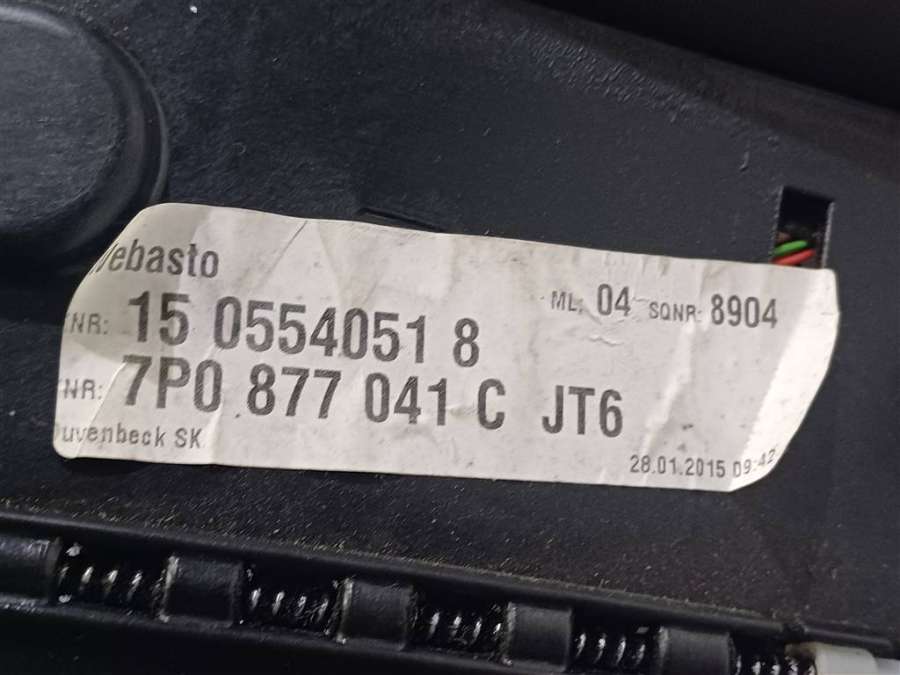 Webasto
ML: 04 SQNR: 8904
NR: 15 0554051 8
NR: 7P0 877 041 C JT6
uvenbeck SK
28.01.2015 09:42